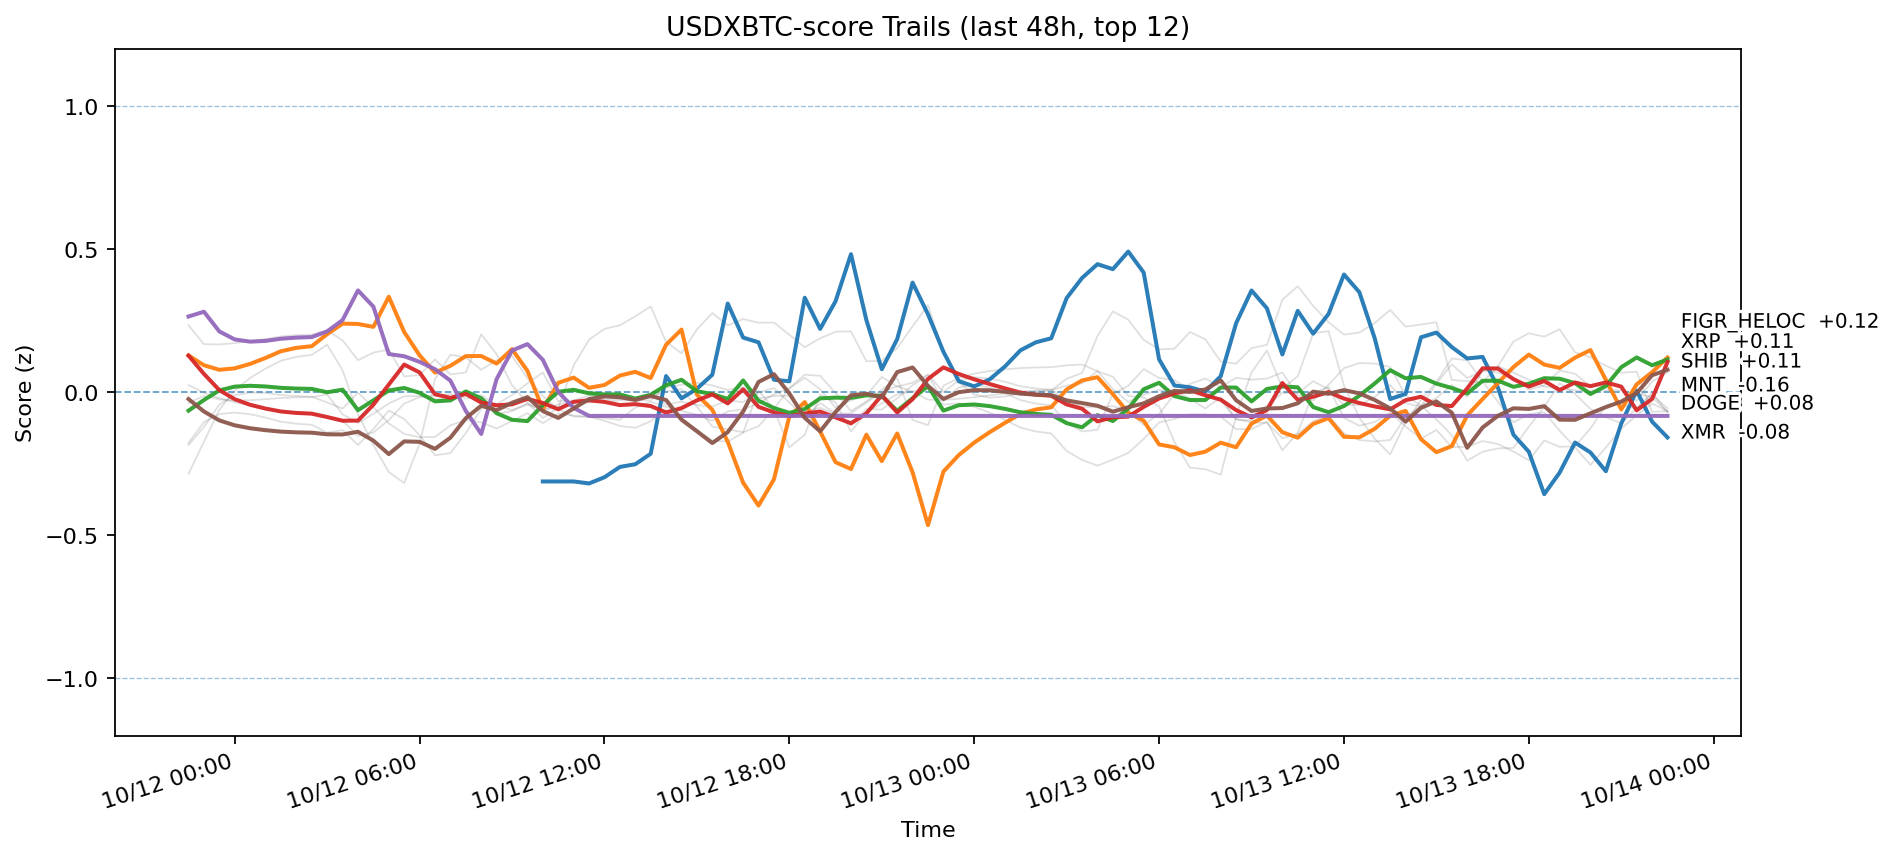 USDXBTC-score Trails (last 48h, top 12)
Score (z)
1.0
0.5
0.0
−0.5
−1.0
FIGR_HELOC +0.12
XRP +0.11
SHIB +0.11
MNT -0.16
DOGE +0.08
XMR -0.08
10/12 00:00
10/12 06:00
10/12 12:00
10/12 18:00
10/13 00:00
10/13 06:00
10/13 12:00
10/13 18:00
10/14 00:00
Time